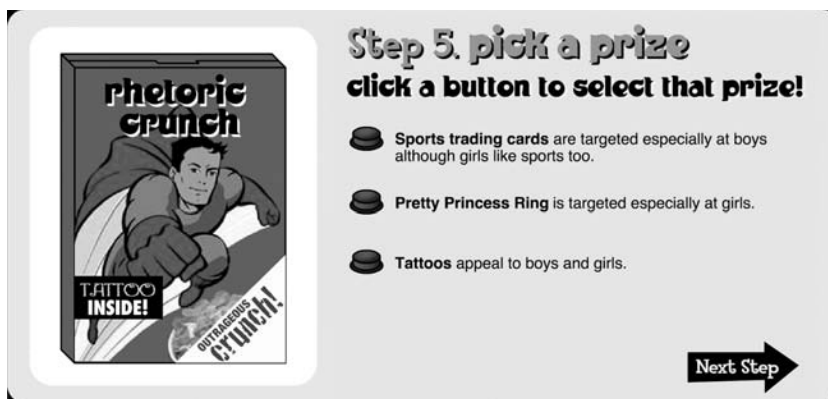 rhetoric
crunch
TATTOO
INSIDE!
OUTRAGEOUS
crunch!
Step 5. pick a prize
click a button to select that prize!
Sports trading cards are targeted especially at boys
although girls like sports too.
Pretty Princess Ring is targeted especially at girls.
Tattoos appeal to boys and girls.
Next Step